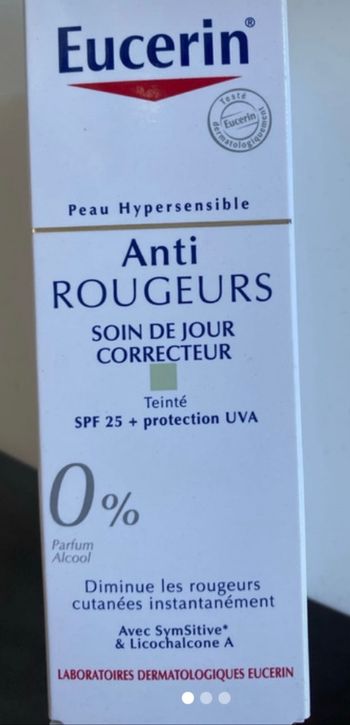 Eucerin®
Testé
Eucerin
dermatologiquement
Peau Hypersensible
Anti
ROUGEURS
SOIN DE JOUR
CORRECTEUR
Teinté
SPF 25 + protection UVA
0%
Parfum
Alcool
Diminue les rougeurs
cutanées instantanément
Avec SymSitive*
& Licochalcone A
LABORATOIRES DERMATOLOGIQUES EUCERIN